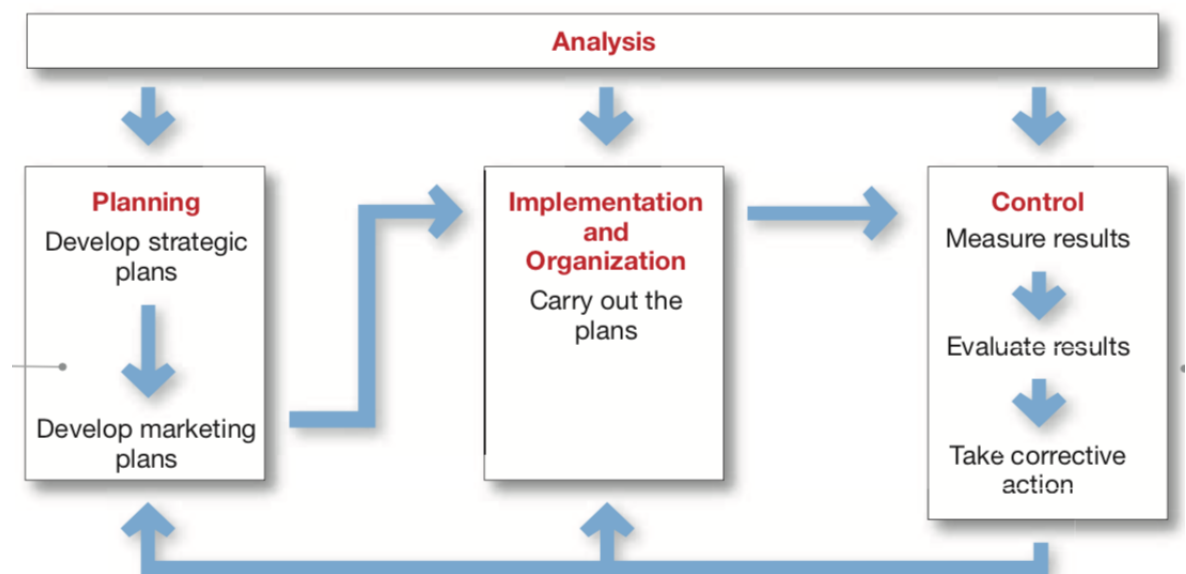 Analysis
Planning
Develop strategic
plans
Develop marketing
plans
Implementation
and
Organization
Carry out the
plans
Control
Measure results
Evaluate results
Take corrective
action